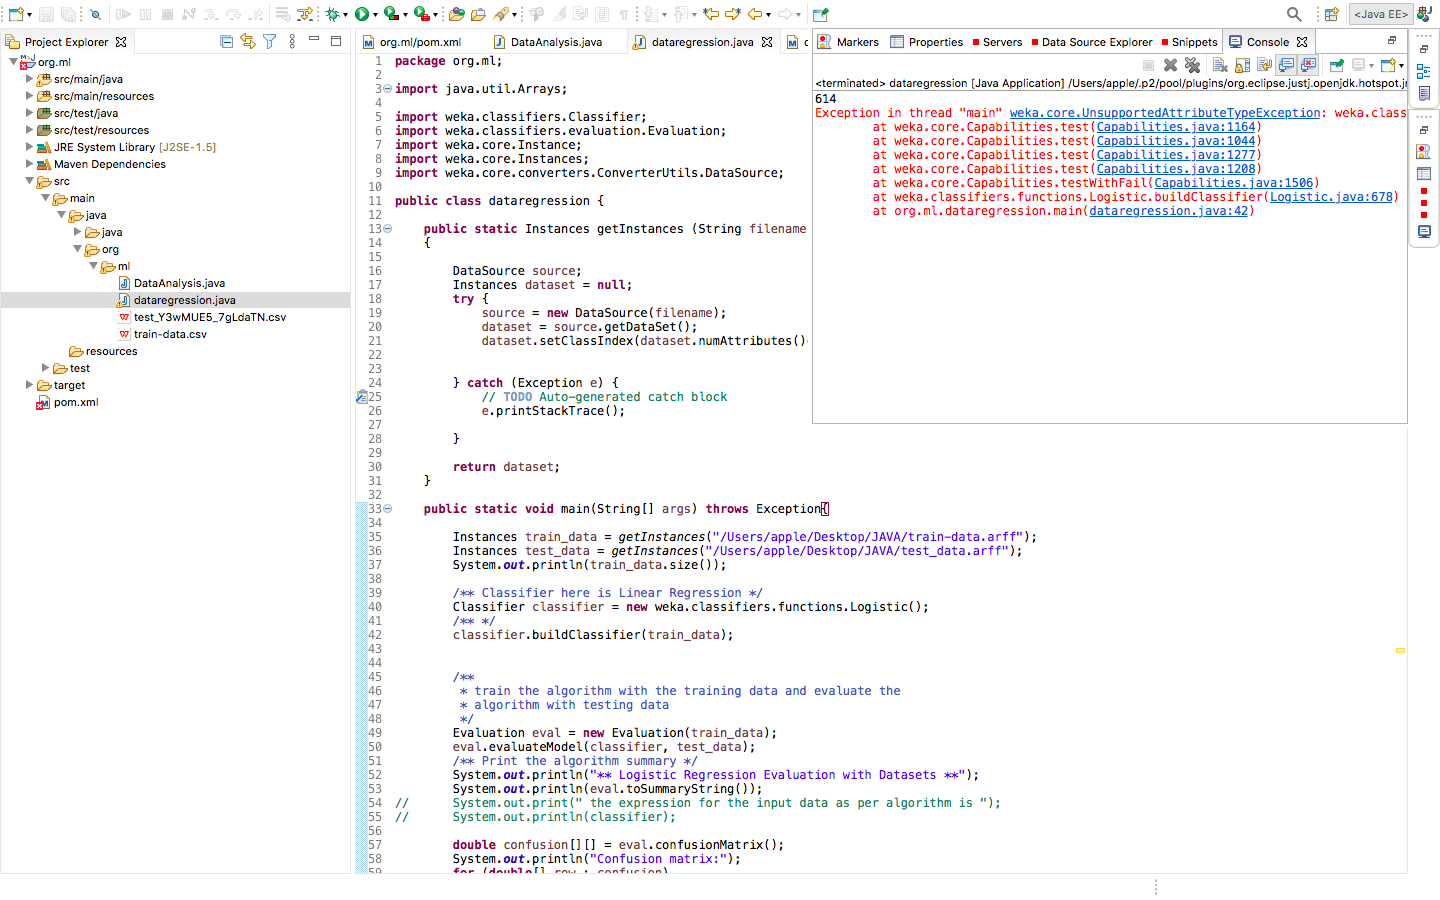 <Java EE>
Project Explorer
org.ml
src/main/java
src/main/resources
src/test/java
src/test/resources
JRE System Library [J2SE-1.5]
Maven Dependencies
src
main
java
java
org
ml
DataAnalysis.java
dataregression.java
test_Y3wMUE5_7gLdaTN.csv
train-data.csv
resources
test
target
pom.xml
org.ml/pom.xml
DataAnalysis.java
dataregression.java
1 package org.ml;
2
3 import java.util.Arrays;
4
5 import weka.classifiers.Classifier;
6 import weka.classifiers.evaluation.Evaluation;
7 import weka.core.Instance;
8 import weka.core.Instances;
9 import weka.core.converters.ConverterUtils.DataSource;
10
11 public class dataregression {
12
13 public static Instances getInstances (String filename
14 {
15
16 DataSource source;
17 Instances dataset = null;
18 try {
19 source = new DataSource(filename);
20 dataset = source.getDataSet();
21 dataset.setClassIndex(dataset.numAttributes()-
22
23
24 } catch (Exception e) {
25 // TODO Auto-generated catch block
26 e.printStackTrace();
27
28 }
29
30 return dataset;
31 }
32
33 public static void main(String[] args) throws Exception{
34
35 Instances train_data = getInstances("/Users/apple/Desktop/JAVA/train-data.arff");
36 Instances test_data = getInstances("/Users/apple/Desktop/JAVA/test_data.arff");
37 System.out.println(train_data.size());
38
39 /** Classifier here is Linear Regression */
40 Classifier classifier = new weka.classifiers.functions.Logistic();
41 /** */
42 classifier.buildClassifier(train_data);
43
44
45 /**
46 * train the algorithm with the training data and evaluate the
47 * algorithm with testing data
48 */
49 Evaluation eval = new Evaluation(train_data);
50 eval.evaluateModel(classifier, test_data);
51 /** Print the algorithm summary */
52 System.out.println("** Logistic Regression Evaluation with Datasets **");
53 System.out.println(eval.toSummaryString());
54 // System.out.print(" the expression for the input data as per algorithm is ");
55 // System.out.println(classifier);
56
57 double confusion[][] = eval.confusionMatrix();
58 System.out.println("Confusion matrix:");
59 for (double[] row : confusion)
Markers Properties Servers Data Source Explorer Snippets Console
<terminated> dataregression [Java Application] /Users/apple/.p2/pool/plugins/org.eclipse.justj.openjdk.hotspot.jr
614
Exception in thread "main" weka.core.UnsupportedAttributeTypeException: weka.class
at weka.core.Capabilities.test(Capabilities.java:1164)
at weka.core.Capabilities.test(Capabilities.java:1044)
at weka.core.Capabilities.test(Capabilities.java:1277)
at weka.core.Capabilities.test(Capabilities.java:1208)
at weka.core.Capabilities.testWithFail(Capabilities.java:1506)
at weka.classifiers.functions.Logistic.buildClassifier(Logistic.java:678)
at org.ml.dataregression.main(dataregression.java:42)